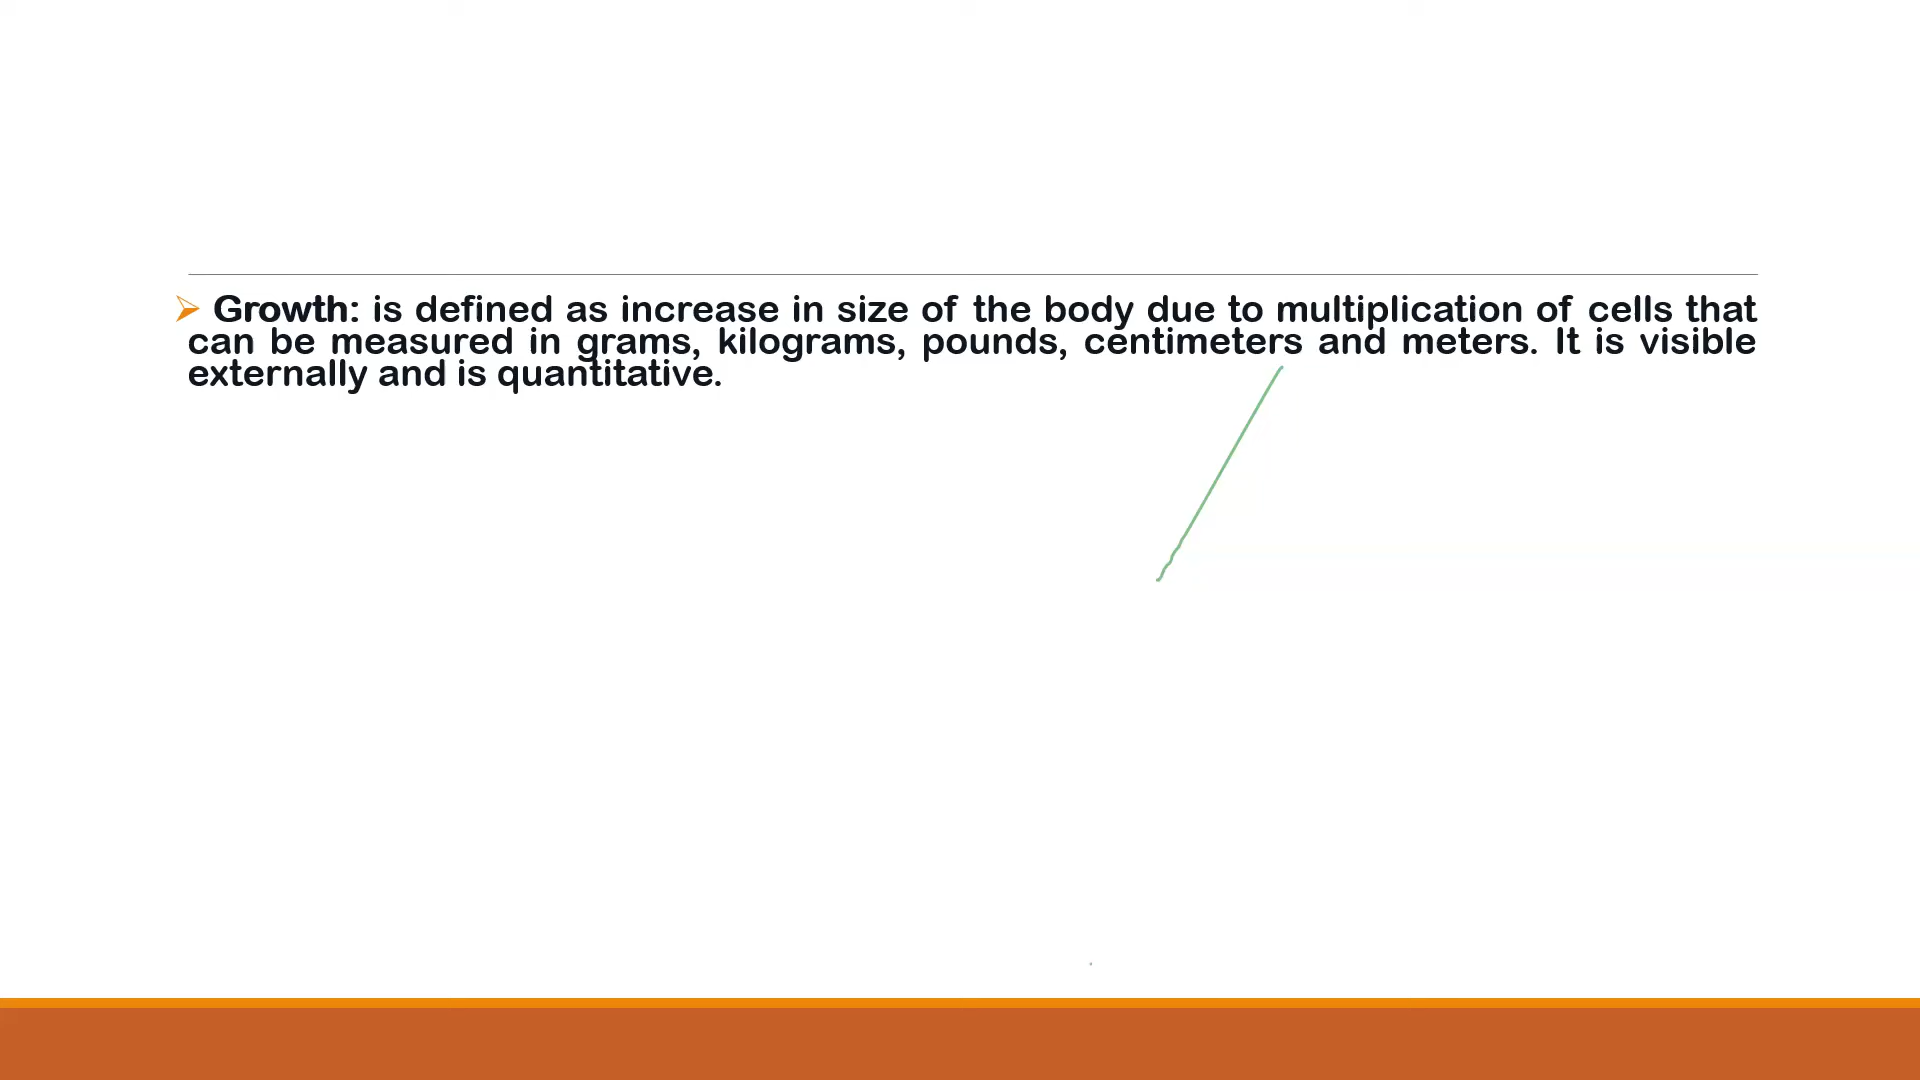 Growth: is defined as increase in size of the body due to multiplication of cells that
can be measured in grams, kilograms, pounds, centimeters and meters. It is visible
externally and is quantitative.